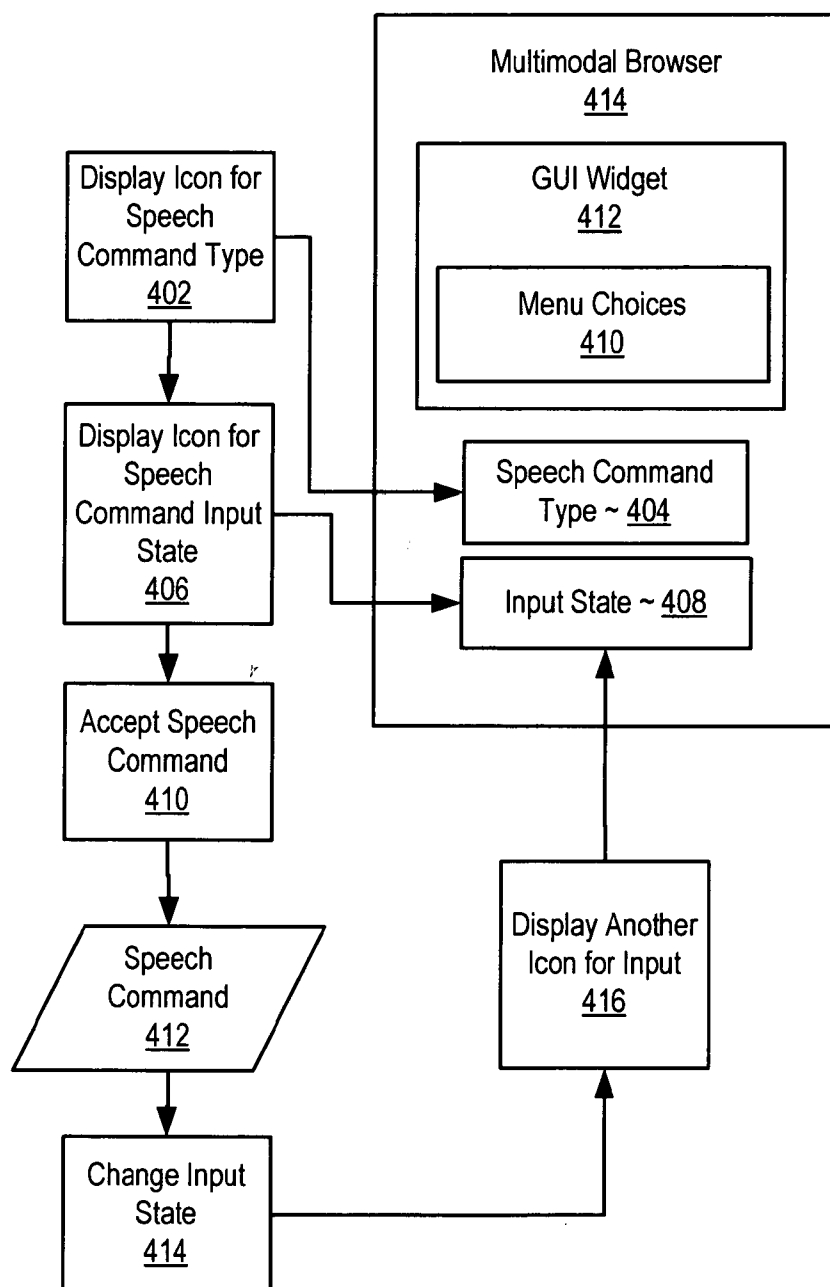 Multimodal Browser
414
GUI Widget
412
Menu Choices
410
Speech Command
Type ~ 404
Input State ~ 408
Display Icon for
Speech
Command Type
402
Display Icon for
Speech
Command Input
State
406
Accept Speech
Command
410
Speech
Command
412
Change Input
State
414
Display Another
Icon for Input
416